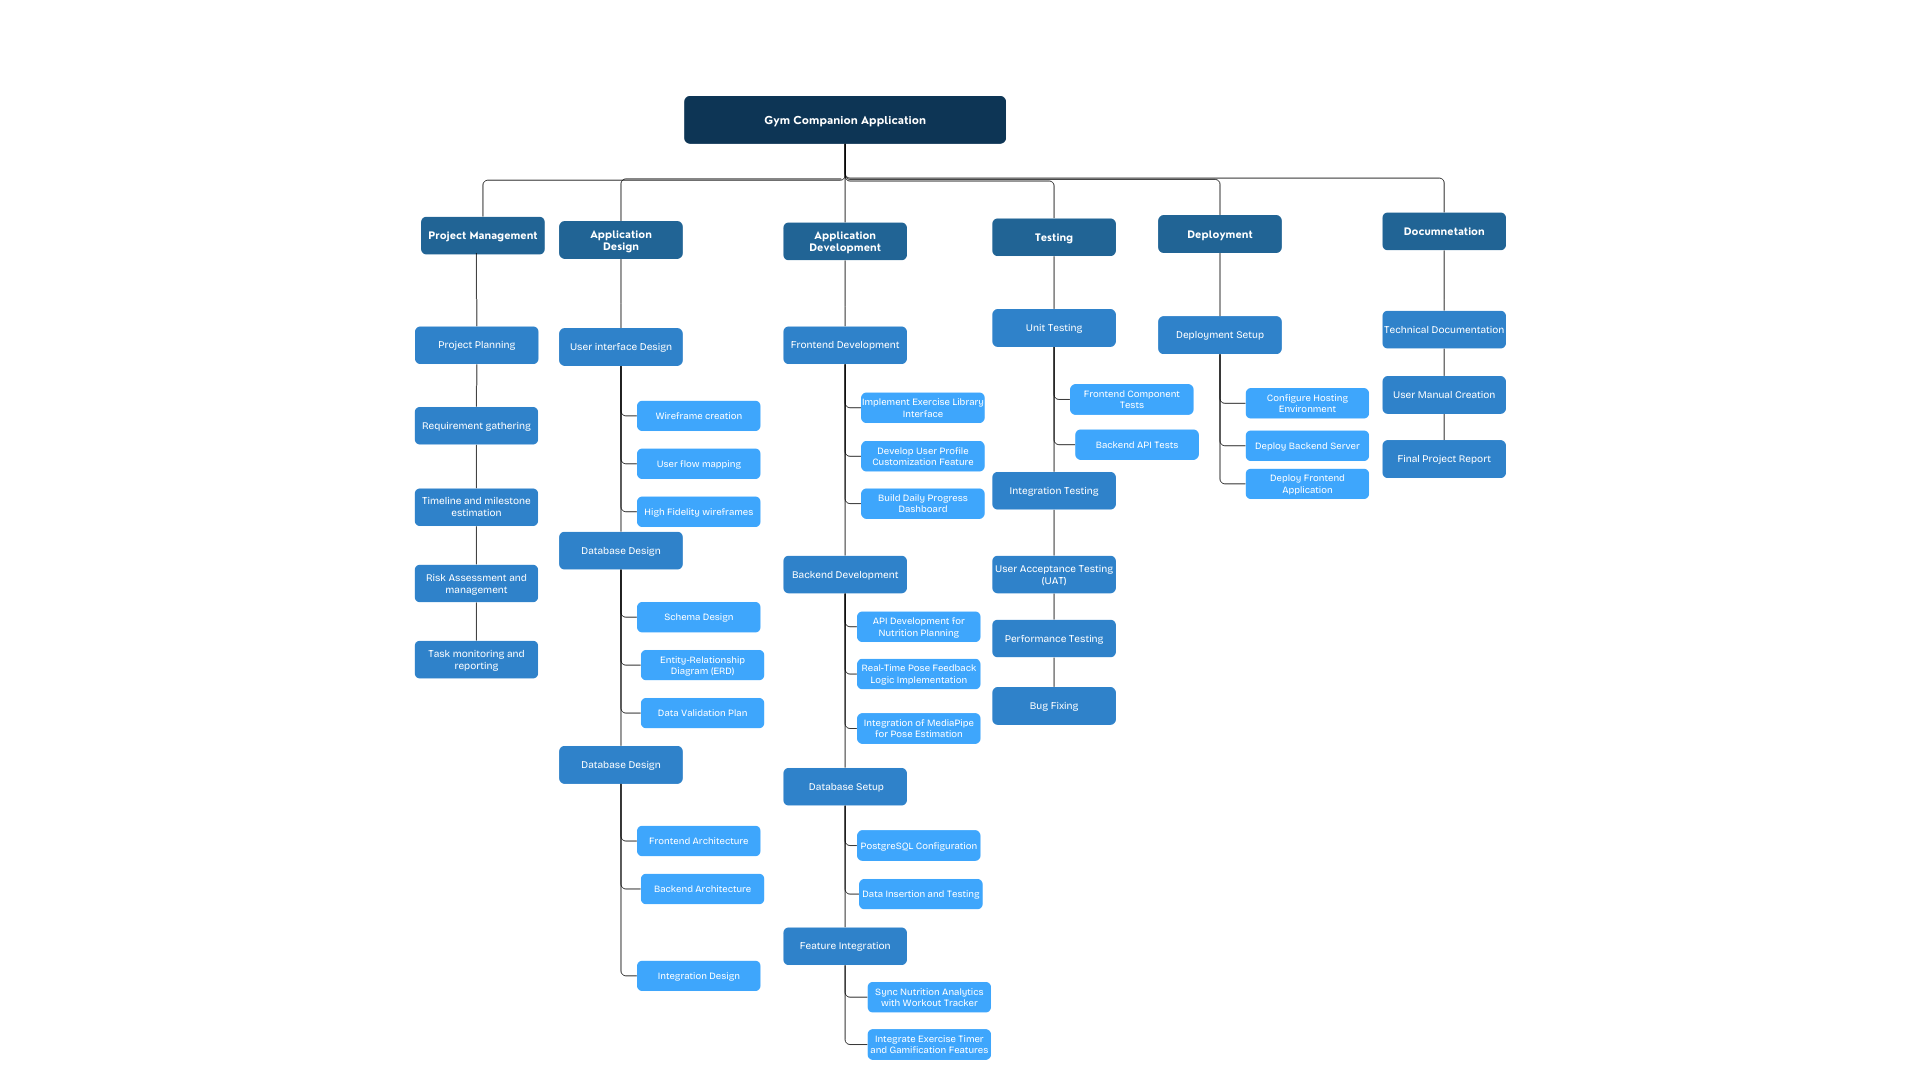 Gym Companion Application
Project Management
Project Planning
Requirement gathering
Timeline and milestone
estimation
Risk Assessment and
management
Task monitoring and
reporting
Application
Design
User interface Design
Wireframe creation
User flow mapping
High Fidelity wireframes
Database Design
Schema Design
Entity-Relationship
Diagram (ERD)
Data Validation Plan
Database Design
Frontend Architecture
Backend Architecture
Integration Design
Application
Development
Frontend Development
Implement Exercise Library
Interface
Develop User Profile
Customization Feature
Build Daily Progress
Dashboard
Backend Development
API Development for
Nutrition Planning
Real-Time Pose Feedback
Logic Implementation
Integration of MediaPipe
for Pose Estimation
Database Setup
PostgreSQL Configuration
Data Insertion and Testing
Feature Integration
Sync Nutrition Analytics
with Workout Tracker
Integrate Exercise Timer
and Gamification Features
Testing
Unit Testing
Frontend Component
Tests
Backend API Tests
Integration Testing
User Acceptance Testing
(UAT)
Performance Testing
Bug Fixing
Deployment
Deployment Setup
Configure Hosting
Environment
Deploy Backend Server
Deploy Frontend
Application
Documnetation
Technical Documentation
User Manual Creation
Final Project Report